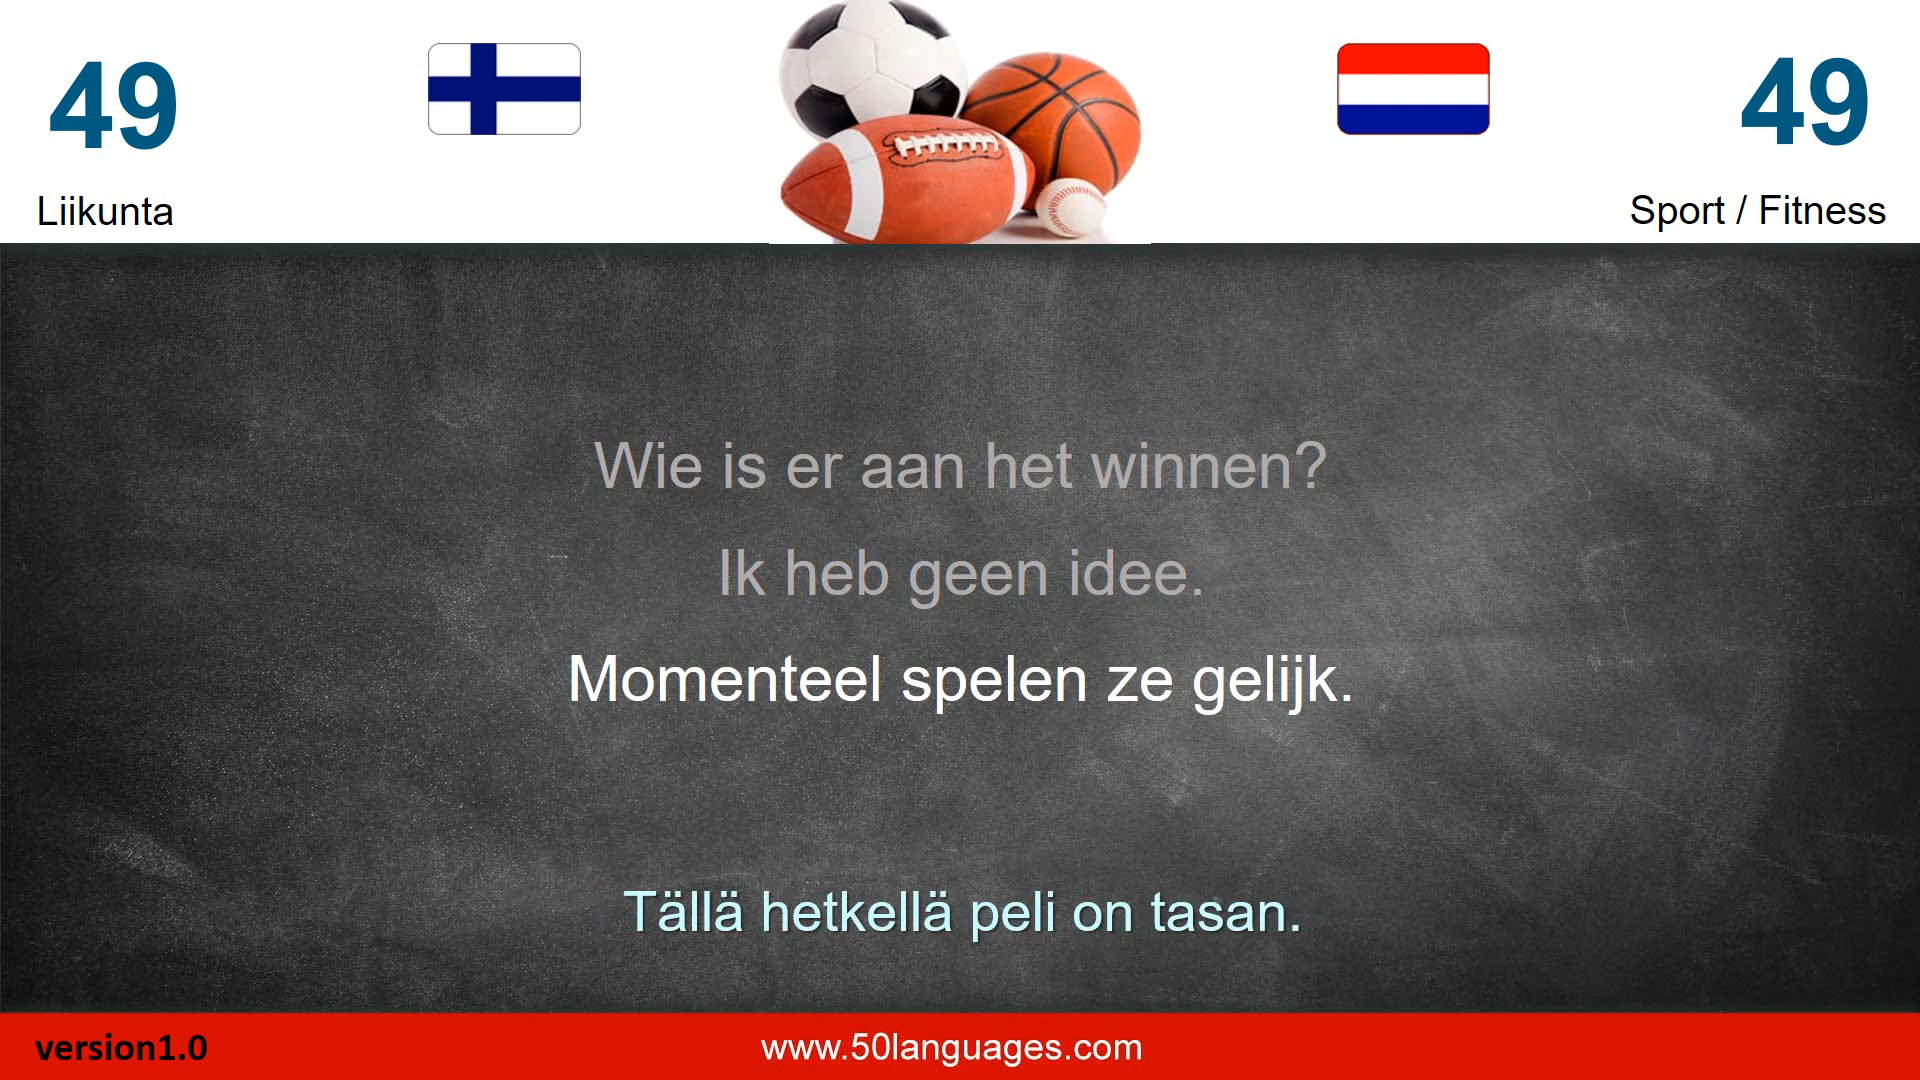 49
49
Liikunta
Sport / Fitness
Wie is er aan het winnen?
Ik heb geen idee.
Momenteel spelen ze gelijk.
Tällä hetkellä peli on tasan.
version1.0
www.50languages.com